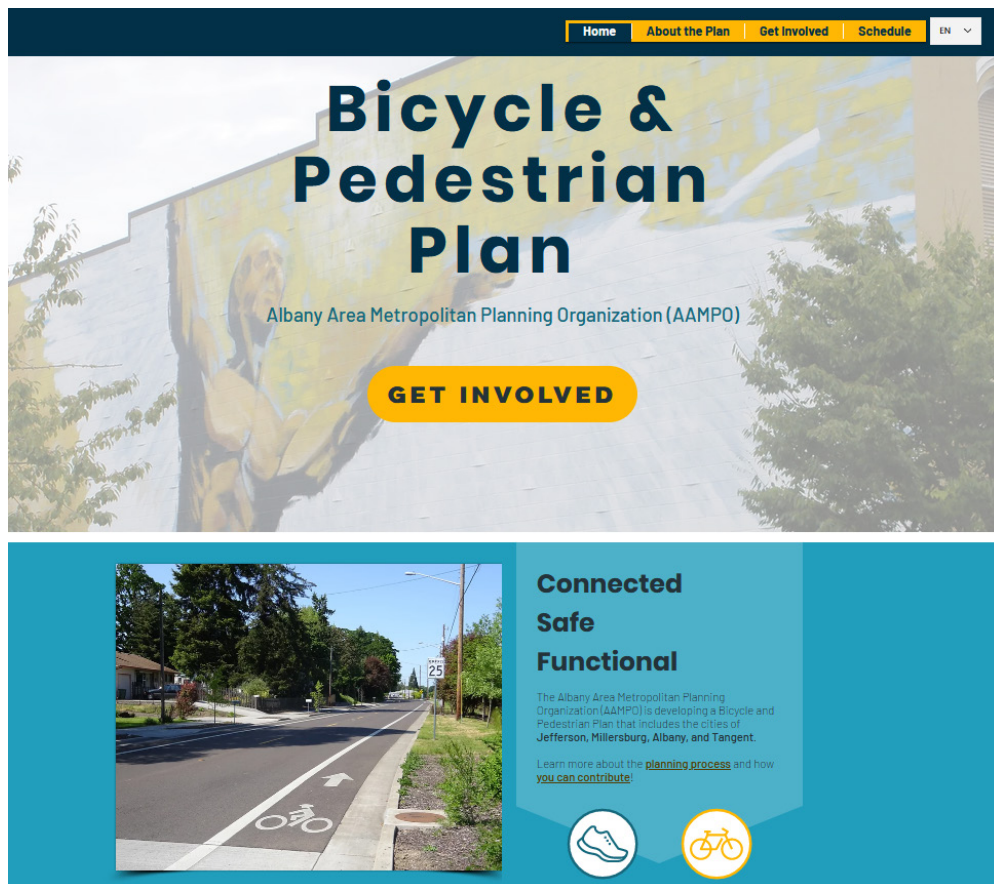 Home
About the Plan
Get Involved
Schedule
EN
Bicycle &
Pedestrian
Plan
Albany Area Metropolitan Planning Organization (AAMPO)
GET INVOLVED
SPEED
25
Connected
Safe
Functional
The Albany Area Metropolitan Planning
Organization (AAMPO) is developing a Bicycle and
Pedestrian Plan that includes the cities of
Jefferson, Millersburg, Albany, and Tangent.
Learn more about the planning process and how
you can contribute!